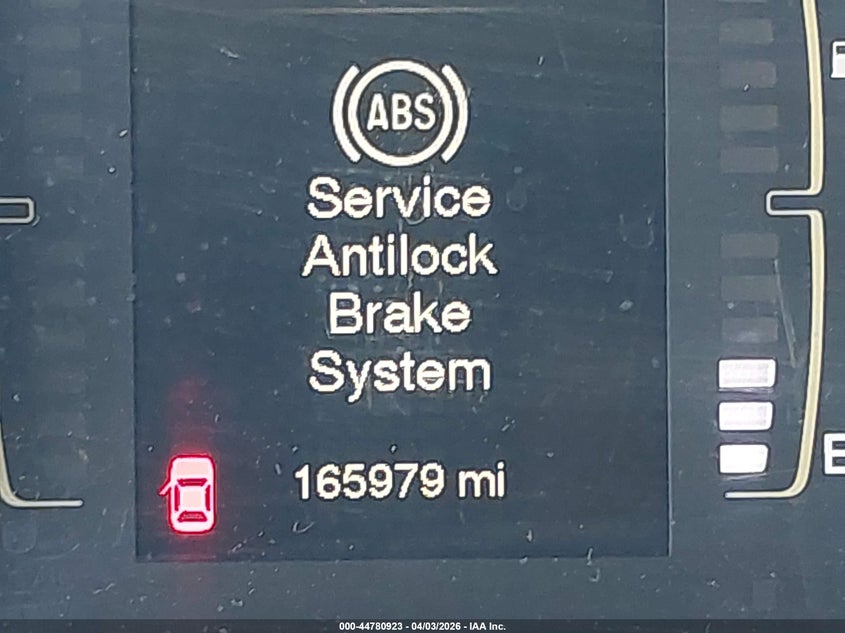 ABS
Service
Antilock
Brake
System
165979 mi
E
000-44780923 - 04/03/2026 - IAA Inc.